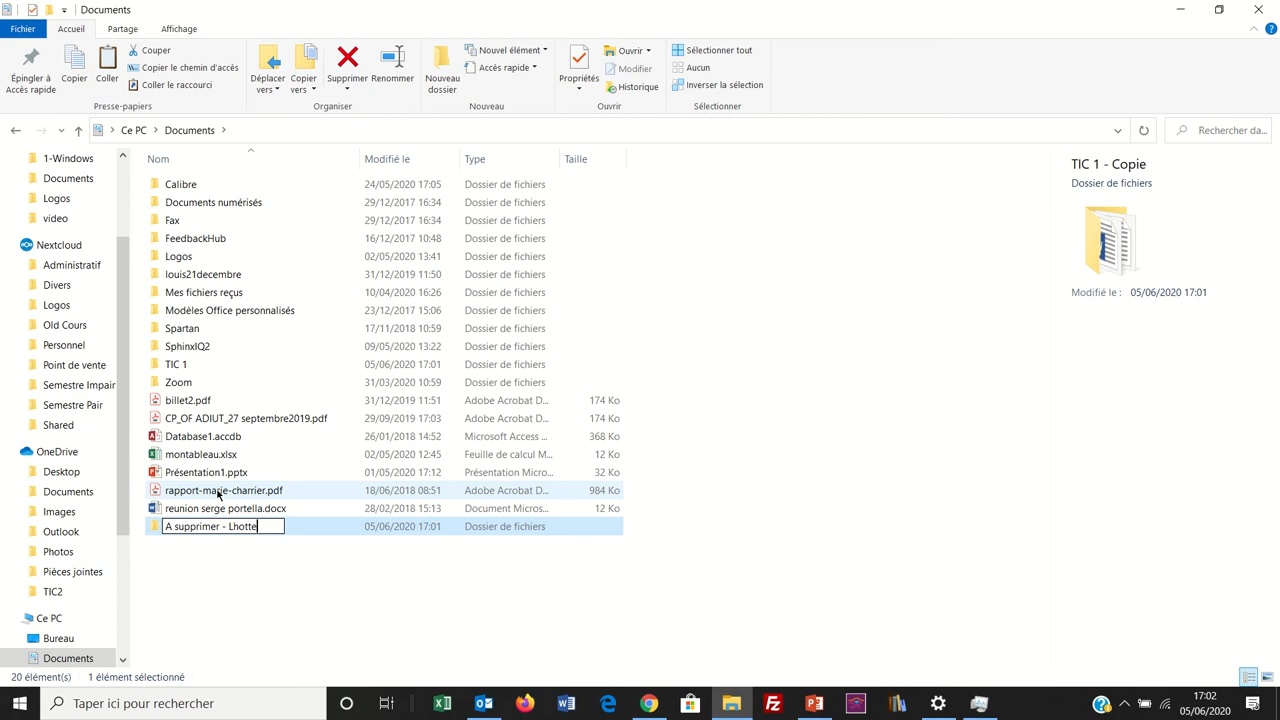 Documents
Fichier Accueil Partage Affichage
Épingler à Accès rapide
Copier
Coller
Couper
Copier le chemin d'accès
Coller le raccourci
Presse-papiers
Déplacer vers
Copier vers
Supprimer
Renommer
Organiser
Nouveau dossier
Nouvel élément
Accès rapide
Nouveau
Propriétés
Ouvrir
Modifier
Historique
Ouvrir
Sélectionner tout
Aucun
Inverser la sélection
Sélectionner
Ce PC Documents
Rechercher da...
1-Windows
Documents
Logos
video
Nextcloud
Administratif
Divers
Logos
Old Cours
Personnel
Point de vente
Semestre Impair
Semestre Pair
Shared
OneDrive
Desktop
Documents
Images
Outlook
Photos
Pièces jointes
TIC2
Ce PC
Bureau
Documents
Nom Modifié le Type Taille
Calibre 24/05/2020 17:05 Dossier de fichiers
Documents numérisés 29/12/2017 16:34 Dossier de fichiers
Fax 29/12/2017 16:34 Dossier de fichiers
FeedbackHub 16/12/2017 10:48 Dossier de fichiers
Logos 02/05/2020 13:41 Dossier de fichiers
louis21decembre 31/12/2019 11:50 Dossier de fichiers
Mes fichiers reçus 10/04/2020 16:26 Dossier de fichiers
Modèles Office personnalisés 23/12/2017 15:06 Dossier de fichiers
Spartan 17/11/2018 10:59 Dossier de fichiers
SphinxIQ2 09/05/2020 13:22 Dossier de fichiers
TIC 1 05/06/2020 17:01 Dossier de fichiers
Zoom 31/03/2020 10:59 Dossier de fichiers
billet2.pdf 31/12/2019 11:51 Adobe Acrobat D... 174 Ko
CP_OF ADIUT_27 septembre2019.pdf 29/09/2019 17:03 Adobe Acrobat D... 174 Ko
Database1.accdb 26/01/2018 14:52 Microsoft Access ... 368 Ko
montableau.xlsx 02/05/2020 12:45 Feuille de calcul M... 12 Ko
Présentation1.pptx 01/05/2020 17:12 Présentation Micro... 32 Ko
rapport-marie-charrier.pdf 18/06/2018 08:51 Adobe Acrobat D... 984 Ko
reunion serge portella.docx 28/02/2018 15:13 Document Micros... 12 Ko
A supprimer - Lhotte 05/06/2020 17:01 Dossier de fichiers
TIC 1 - Copie
Dossier de fichiers
Modifié le : 05/06/2020 17:01
20 élément(s) 1 élément sélectionné
Taper ici pour rechercher
17:02
05/06/2020